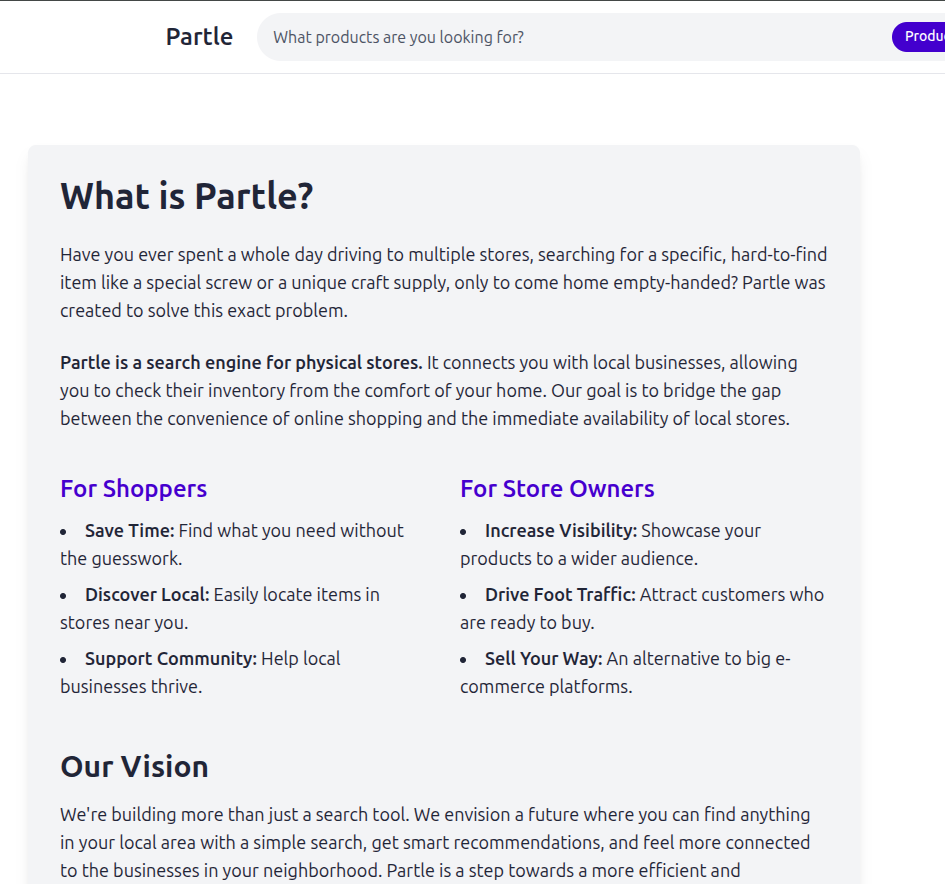 Partle
What products are you looking for?
What is Partle?
Have you ever spent a whole day driving to multiple stores, searching for a specific, hard-to-find
item like a special screw or a unique craft supply, only to come home empty-handed? Partle was
created to solve this exact problem.
Partle is a search engine for physical stores. It connects you with local businesses, allowing
you to check their inventory from the comfort of your home. Our goal is to bridge the gap
between the convenience of online shopping and the immediate availability of local stores.
For Shoppers
• Save Time: Find what you need without
the guesswork.
• Discover Local: Easily locate items in
stores near you.
• Support Community: Help local
businesses thrive.
For Store Owners
• Increase Visibility: Showcase your
products to a wider audience.
• Drive Foot Traffic: Attract customers who
are ready to buy.
• Sell Your Way: An alternative to big e-
commerce platforms.
Our Vision
We're building more than just a search tool. We envision a future where you can find anything
in your local area with a simple search, get smart recommendations, and feel more connected
to the businesses in your neighborhood. Partle is a step towards a more efficient and